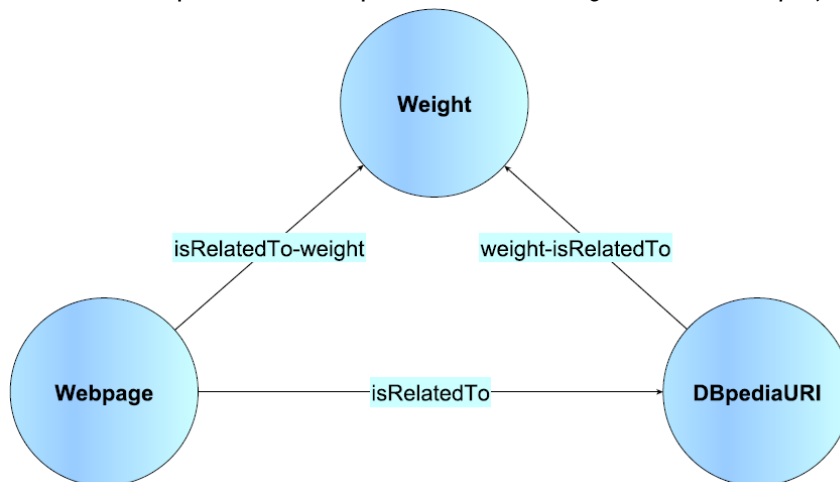 Weight
isRelatedTo-weight
weight-isRelatedTo
Webpage
isRelatedTo
DBpediaURI